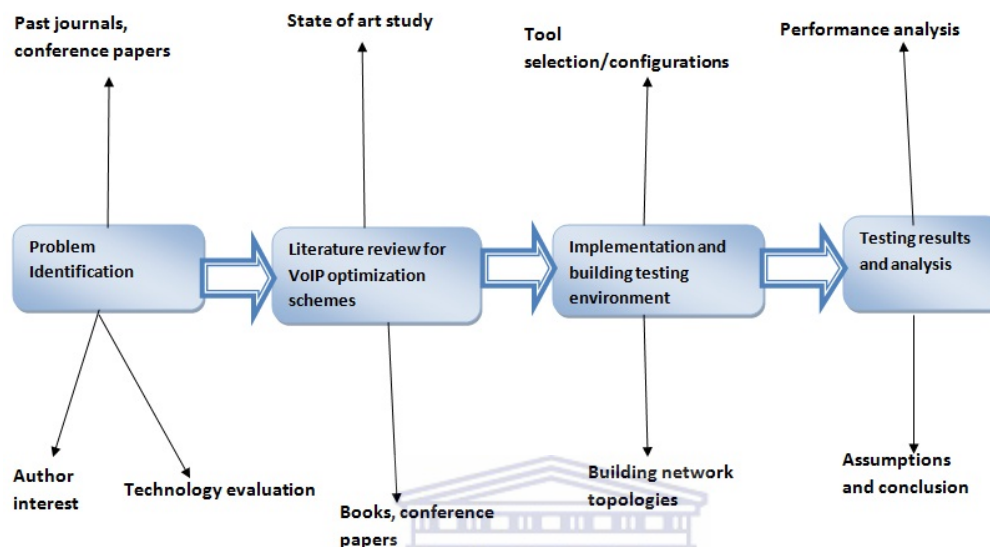 Past journals,
conference papers
State of art study
Tool
selection/configurations
Performance analysis
Problem
Identification
Literature review for
VoIP optimization
schemes
Implementation and
building testing
environment
Testing results
and analysis
Author
interest
Technology evaluation
Books, conference
papers
Building network
topologies
Assumptions
and conclusion